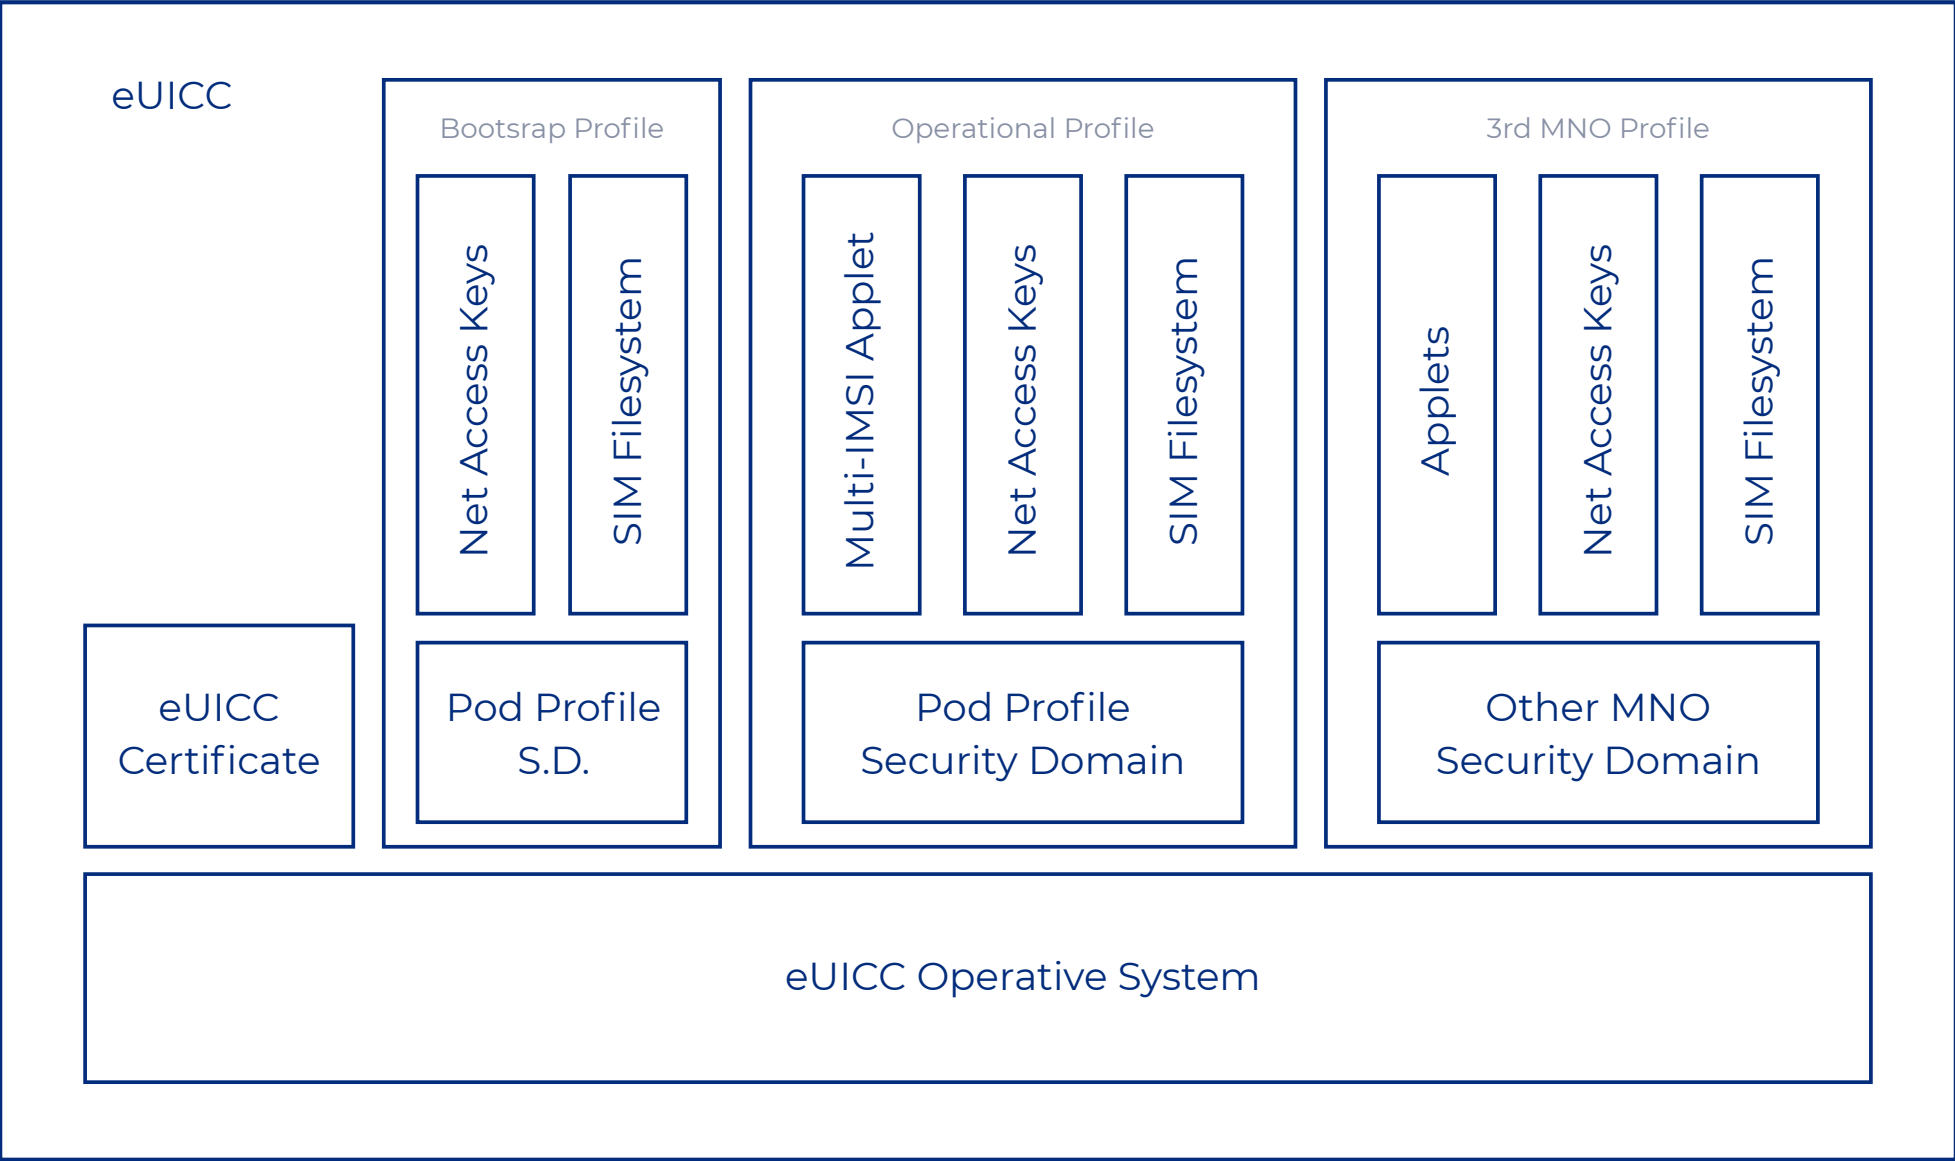 eUICC
Bootsrap Profile
Net Access Keys
SIM Filesystem
Pod Profile
S.D.
Operational Profile
Multi-IMSI Applet
Net Access Keys
SIM Filesystem
Pod Profile
Security Domain
3rd MNO Profile
Applets
Net Access Keys
SIM Filesystem
Other MNO
Security Domain
eUICC
Certificate
eUICC Operative System